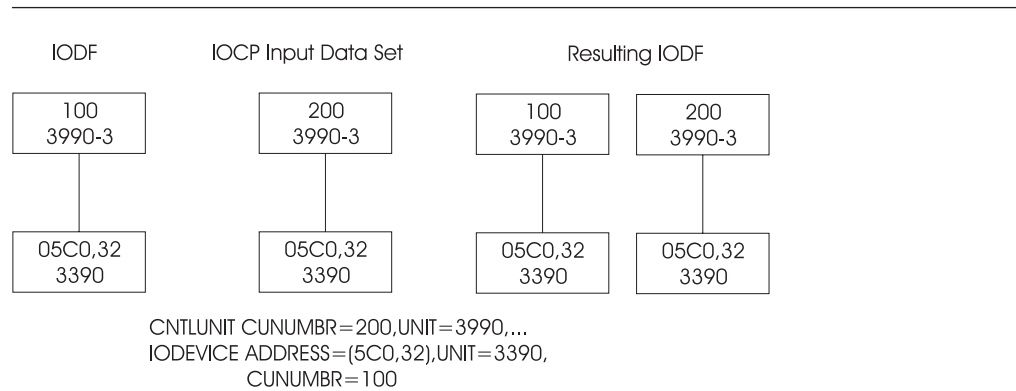 IODF
IOCP Input Data Set
Resulting IODF
100
3990-3
200
3990-3
100
3990-3
200
3990-3
05C0,32
3390
05C0,32
3390
05C0,32
3390
05C0,32
3390
CNTLUNIT CUNUMBR=200,UNIT=3990,...
IODEVICE ADDRESS=(5C0,32),UNIT=3390,
CUNUMBR=100